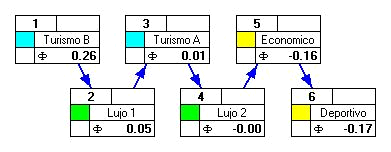 1
Turismo B
Φ 0.26
3
Turismo A
Φ 0.01
5
Economico
Φ -0.16
2
Lujo 1
Φ 0.05
4
Lujo 2
Φ -0.00
6
Deportivo
Φ -0.17